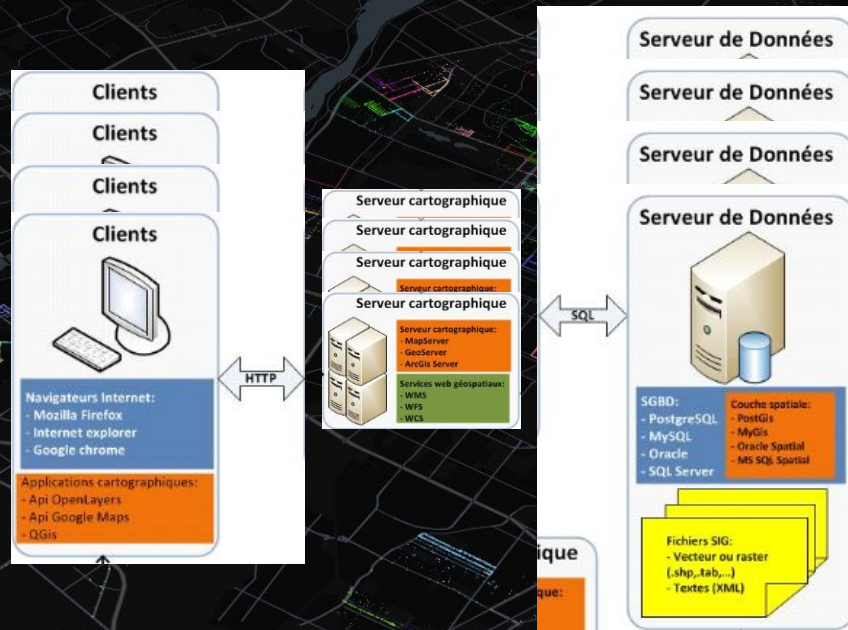 Clients
Clients
Clients
Clients
Navigateurs Internet:
- Mozilla Firefox
- Internet explorer
- Google chrome
Applications cartographiques:
- Api OpenLayers
- Api Google Maps
- QGis
HTTP
Serveur cartographique
Serveur cartographique
Serveur cartographique
Serveur cartographique:
Serveur cartographique
Serveur cartographique:
- MapServer
- GeoServer
- ArcGis Server
Services web géospatiaux:
- WMS
- WFS
- WCS
SQL
ique
que:
Serveur de Données
Serveur de Données
Serveur de Données
Serveur de Données
SGBD:
- PostgreSQL
- MySQL
- Oracle
- SQL Server
Couche spatiale:
- PostGis
- MyGis
- Oracle Spatial
- MS SQL Spatial
Fichiers SIG:
- Vecteur ou raster
(.shp,.tab,...)
- Textes (XML)